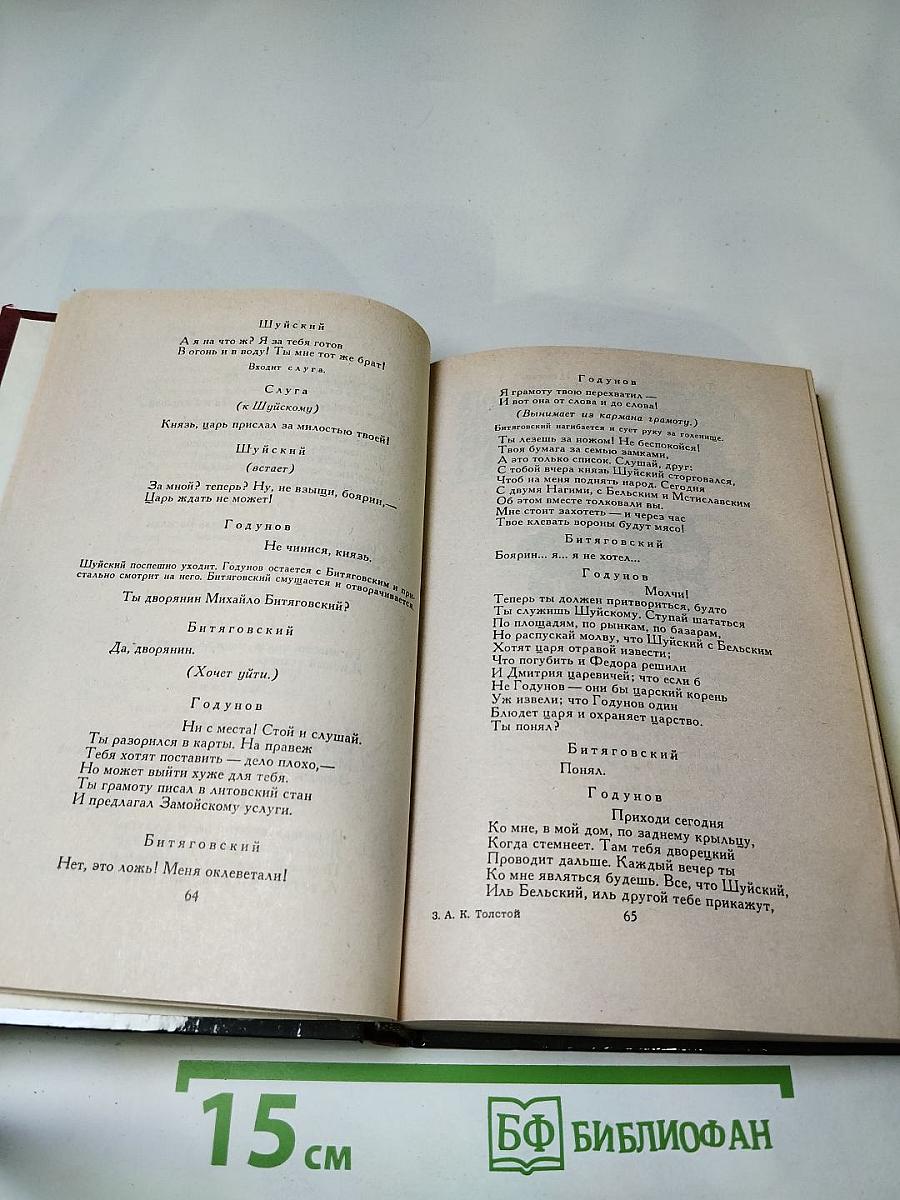 Шуйский
А я на что ж? Я за тебя готов
В огонь и в воду! Ты мне тот же брат!
Входит слуга.
Слуга
(к Шуйскому)
Князь, царь прислал за милостью твоей!
Шуйский
(встает)
За мной? теперь? Ну, не взыщи, боярин,—
Царь ждать не может!
Годунов
Не чинися, князь.
Шуйский поспешно уходит. Годунов остается с Битяговским и при-
стально смотрит на него. Битяговский смущается и отворачивается.
Ты дворянин Михайло Битяговский?
Битяговский
Да, дворянин.
(Хочет уйти.)
Годунов
Ни с места! Стой и слушай.
Ты разорился в карты. На правеж
Тебя хотят поставить — дело плохо,—
Но может выйти хуже для тебя.
Ты грамоту писал в литовский стан
И предлагал Замойскому услуги.
Битяговский
Нет, это ложь! Меня оклеветали!
64
Годунов
Я грамоту твою перехватил —
И вот она от слова и до слова!
(Вынимает из кармана грамоту.)
Битяговский нагибается и сует руку за голенище.
Ты лезешь за ножом! Не беспокойся!
Твоя бумага за семью замками,
А это только список. Слушай, друг:
С тобой вчера князь Шуйский сторговался,
Чтоб на меня поднять народ. Сегодня
С двумя Нагими, с Бельским и Мстиславским
Об этом вместе толковали вы.
Мне стоит захотеть — и через час
Твое клевать вороны будут мясо!
Битяговский
Боярин... я... я не хотел...
Годунов
Молчи!
Теперь ты должен притвориться, будто
Ты служишь Шуйскому. Ступай шататься
По площадям, по рынкам, по базарам,
Но распускай молву, что Шуйский с Бельским
Хотят царя отравой извести;
Что погубить и Федора решили
И Дмитрия царевичей; что если б
Не Годунов — они бы царский корень
Уж извели; что Годунов один
Блюдет царя и охраняет царство.
Ты понял?
Битяговский
Понял.
Годунов
Приходи сегодня
Ко мне, в мой дом, по заднему крыльцу,
Когда стемнеет. Там тебя дворецкий
Проводит дальше. Каждый вечер ты
Ко мне являться будешь. Все, что Шуйский,
Иль Бельский, иль другой тебе прикажут,
3. А. К. Толстой
65
15 см
БФ БИБЛИОФАН